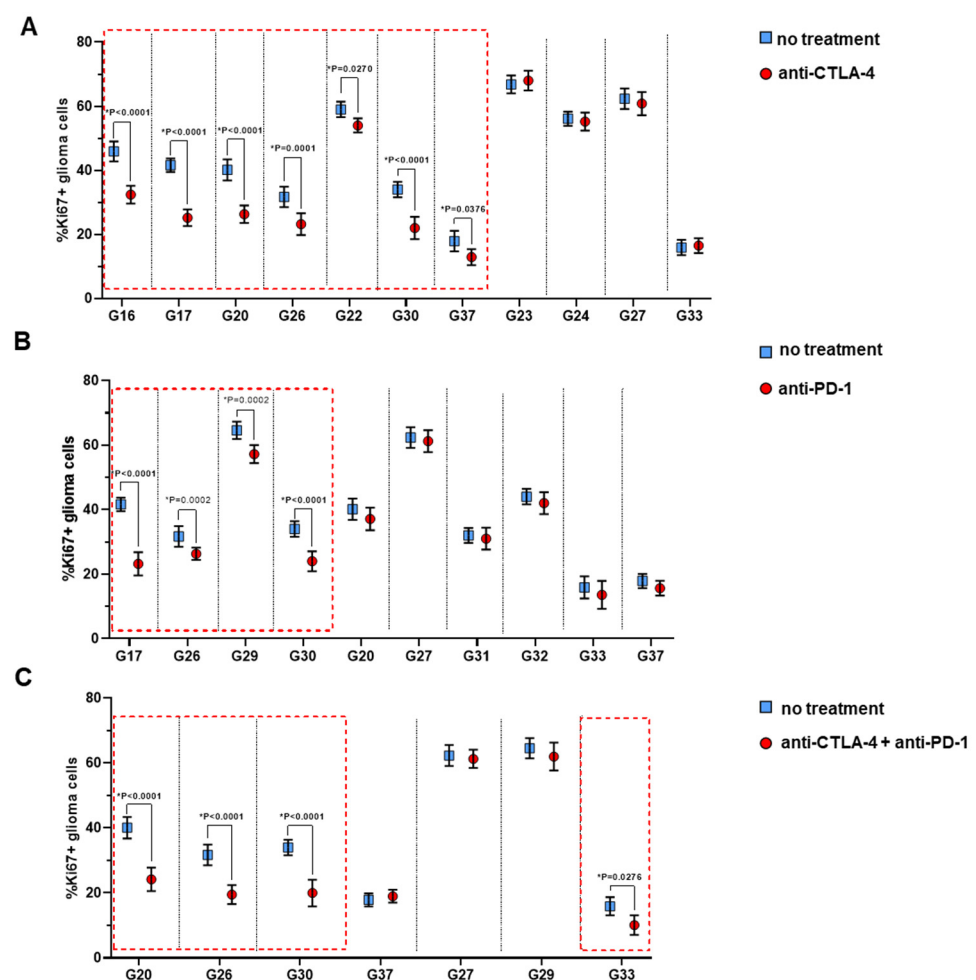 A
no treatment
anti-CTLA-4
%Ki67+ glioma cells
80
60
40
20
0
*P<0.0001
*P<0.0001
*P<0.0001
*P=0.0001
*P=0.0270
*P<0.0001
*P=0.0376
G16 G17 G20 G26 G22 G30 G37 G23 G24 G27 G33
B
no treatment
anti-PD-1
%Ki67+ glioma cells
80
60
40
20
0
*P<0.0001
*P=0.0002
*P=0.0002
*P<0.0001
G17 G26 G29 G30 G20 G27 G31 G32 G33 G37
C
no treatment
anti-CTLA-4 + anti-PD-1
%Ki67+ glioma cells
80
60
40
20
0
*P<0.0001
*P<0.0001
*P<0.0001
*P=0.0276
G20 G26 G30 G37 G27 G29 G33